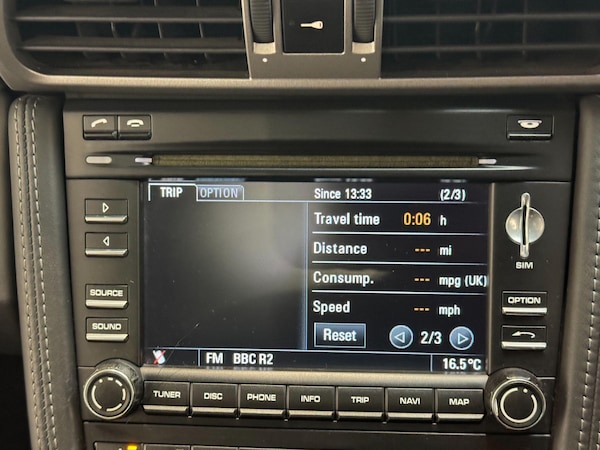 TRIP OPTION Since 13:33 (2/3)
Travel time 0:06 h
Distance --- mi
Consump. --- mpg (UK)
Speed --- mph
Reset 2/3
FM BBC R2 16.5°C
SOURCE
SOUND
SIM
OPTION
TUNER DISC PHONE INFO TRIP NAVI MAP